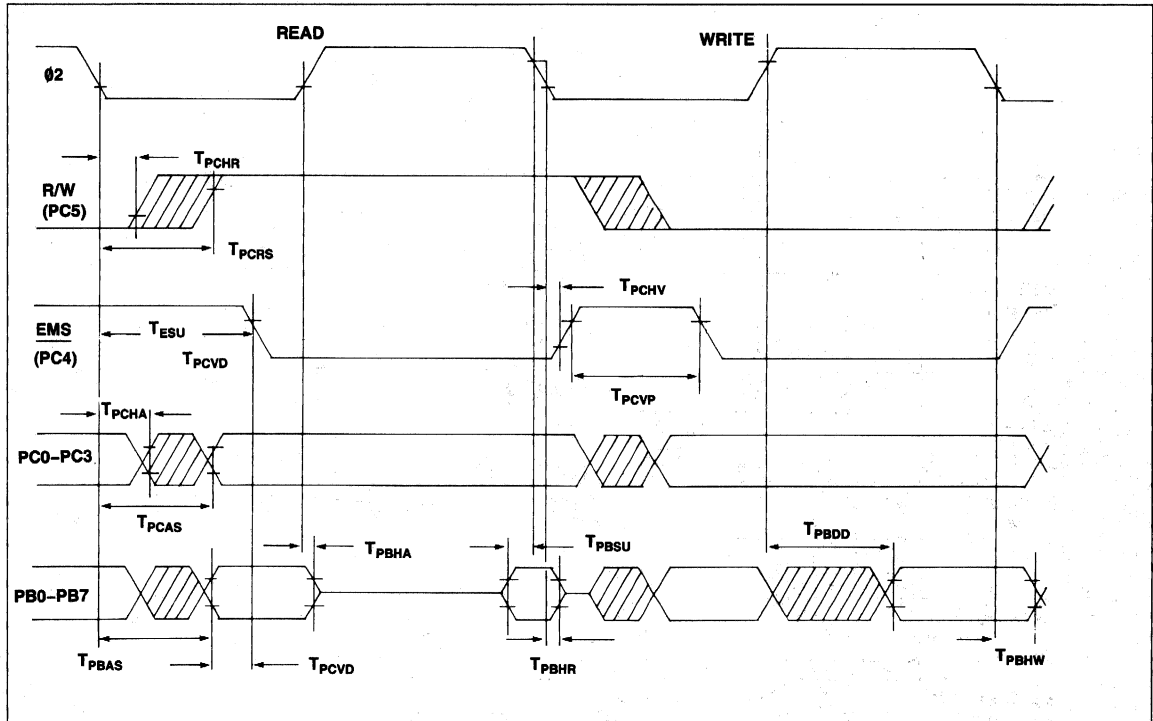 READ
WRITE
Ø2
TPCHR
R/W
(PC5)
TPCRS
TPCHV
EMS
(PC4)
TESU
TPCVD
TPCVP
TPCHA
PC0–PC3
TPCAS
TPBHA
TPBSU
TPBDD
PB0–PB7
TPBAS
TPCVD
TPBHR
TPBHW